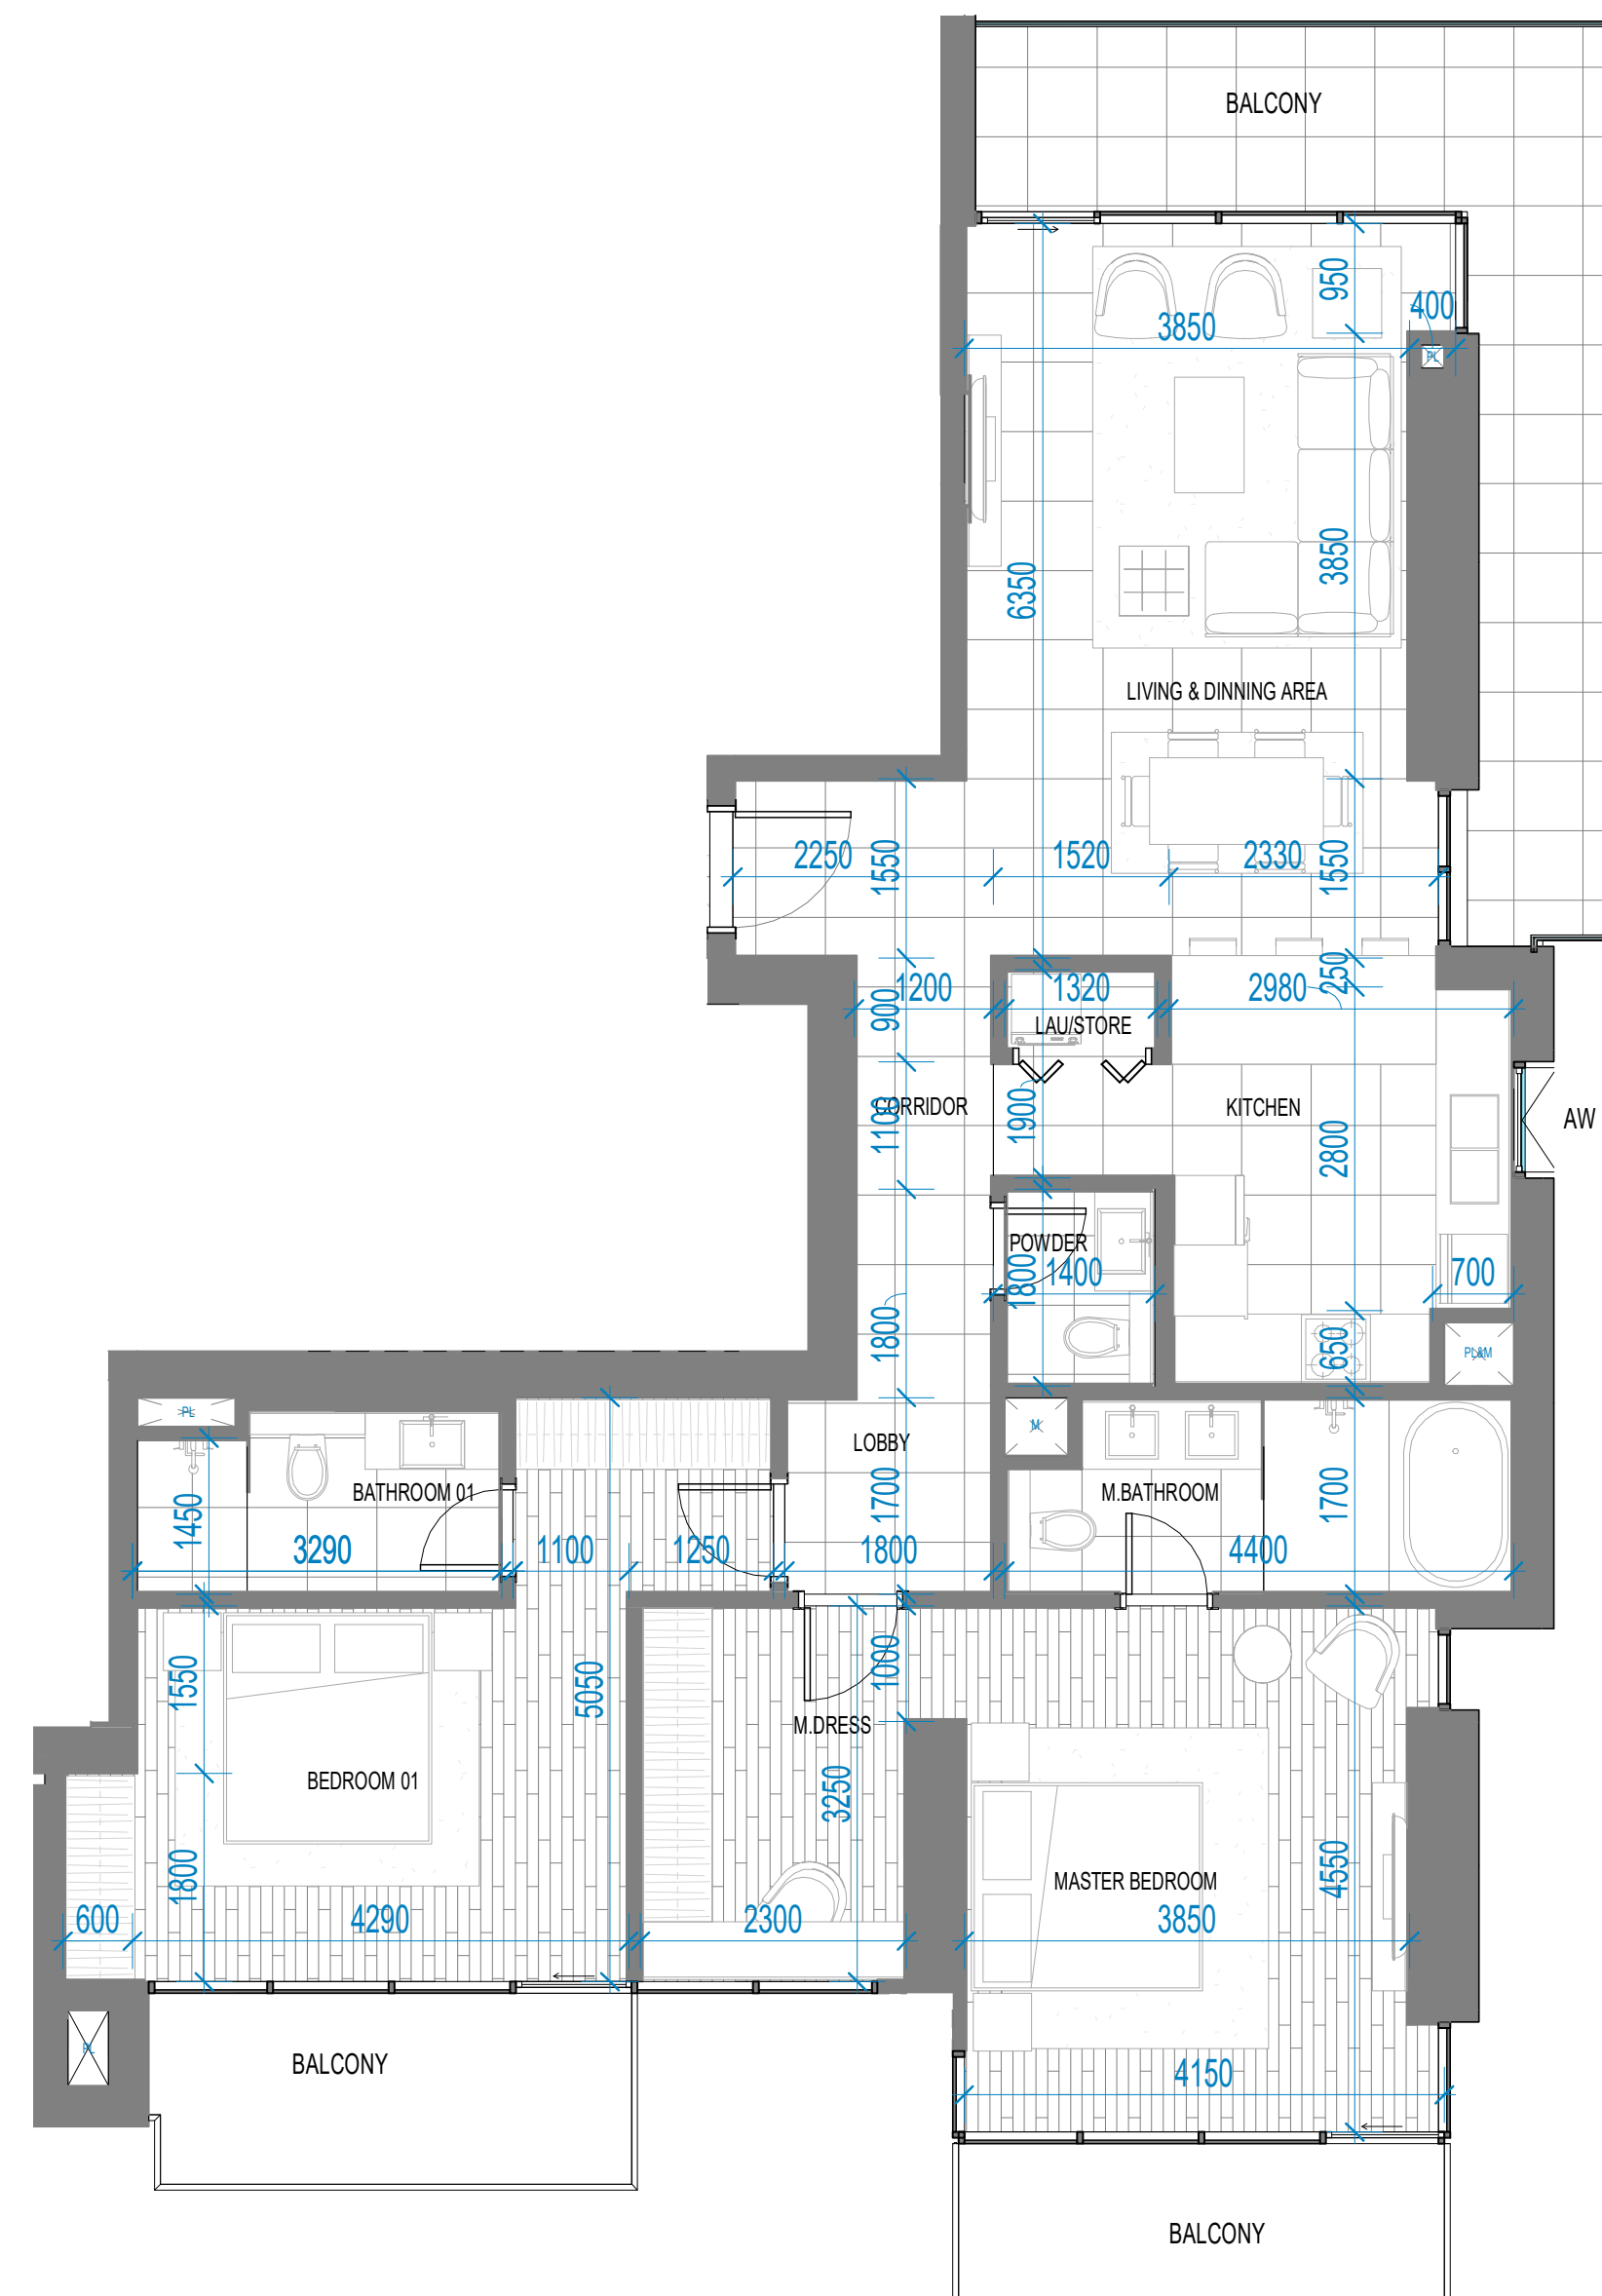 BALCONY
950
400
3850
PL
3850
6350
LIVING & DINNING AREA
2250
1550
1520
2330
1550
250
1200
900
1320
2980
LAU/STORE
CORRIDOR
1100
1900
KITCHEN
2800
AW
POWDER
1800
1400
700
1800
650
PL&M
PL
M
LOBBY
BATHROOM 01
1450
3290
1100
1250
1700
1800
M.BATHROOM
1700
4400
1550
5050
1000
M.DRESS
BEDROOM 01
3250
1800
4550
MASTER BEDROOM
600
4290
2300
3850
PL
BALCONY
4150
BALCONY